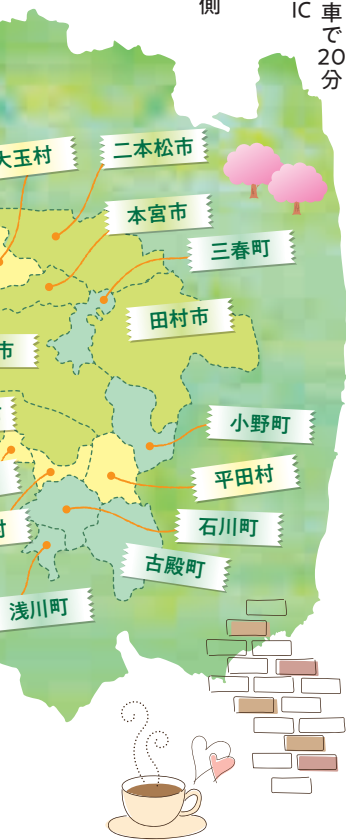 側
車で20分
IC
大玉村
二本松市
本宮市
三春町
田村市
市
小野町
平田村
石川町
村
古殿町
浅川町